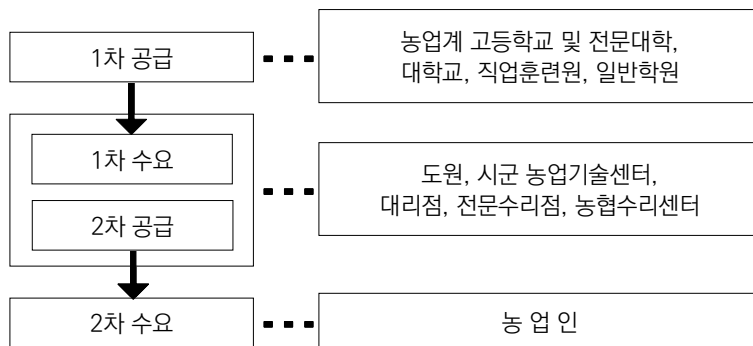 1차 공급
농업계 고등학교 및 전문대학,
대학교, 직업훈련원, 일반학원
1차 수요
2차 공급
도원, 시군 농업기술센터,
대리점, 전문수리점, 농협수리센터
2차 수요
농 업 인